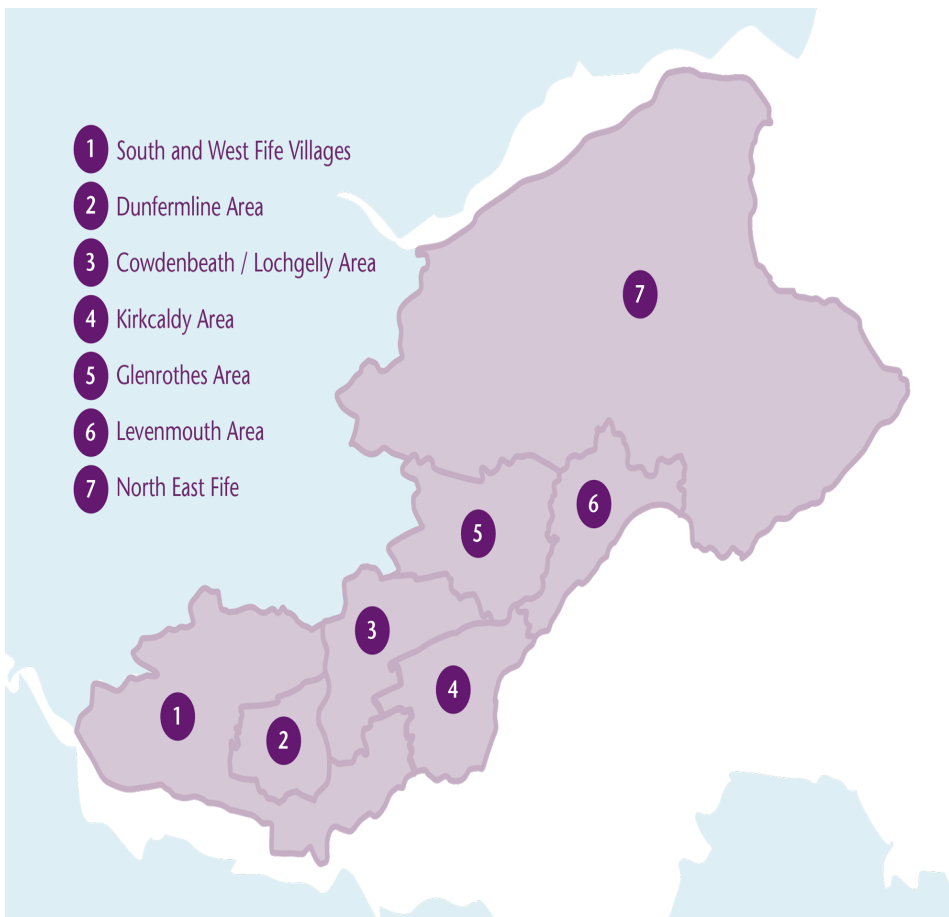 1 South and West Fife Villages
2 Dunfermline Area
3 Cowdenbeath / Lochgelly Area
4 Kirkcaldy Area
5 Glenrothes Area
6 Levenmouth Area
7 North East Fife
7
6
5
3
4
1
2